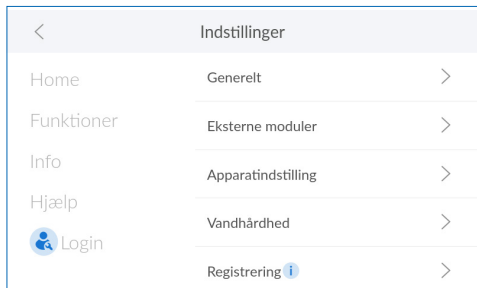 Indstillinger
Home
Funktioner
Info
Hjælp
Login
Generelt
Eksterne moduler
Apparatindstilling
Vandhårdhed
Registrering i